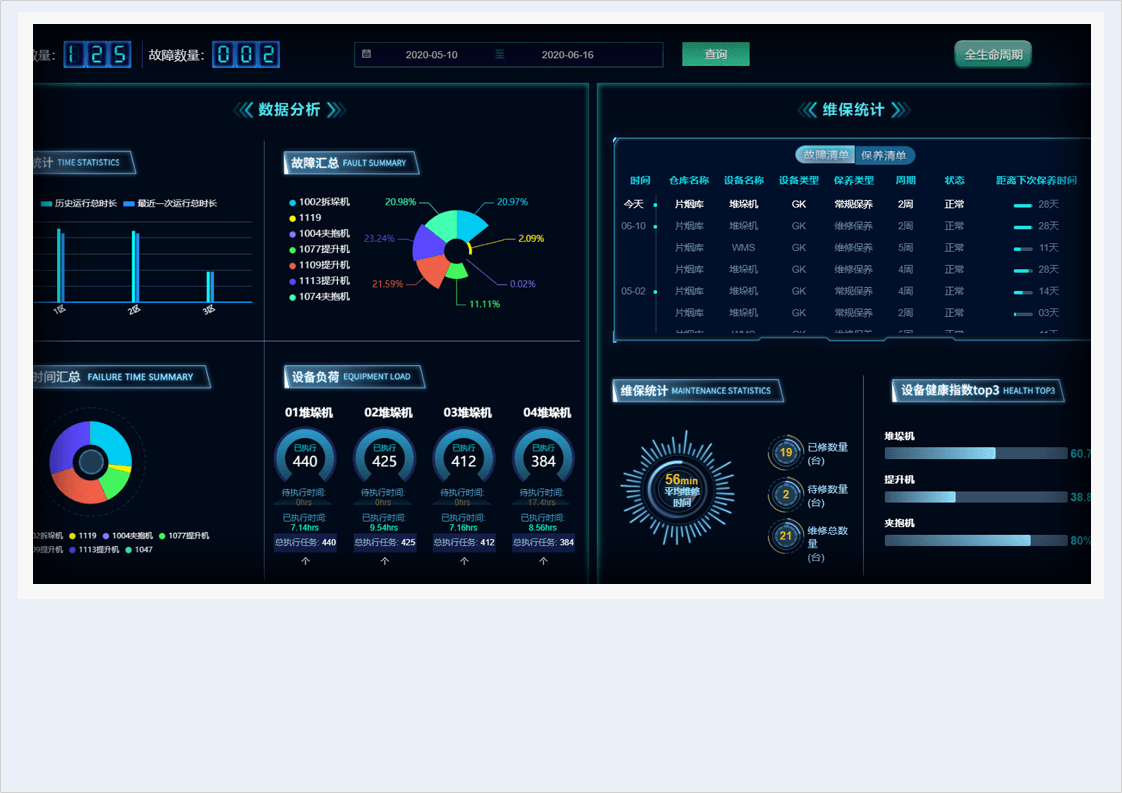 量: 125 故障数量: 002 2020-05-10 至 2020-06-16 查询 全生命周期
数据分析
统计 TIME STATISTICS
历史运行总时长 最近一次运行总时长
1区 2区 3区
故障汇总 FAULT SUMMARY
1002拆垛机
1119
1004夹抱机
1077提升机
1109提升机
1113提升机
1074夹抱机
20.98% 20.97%
23.24% 2.09%
21.59% 0.02%
11.11%
时间汇总 FAILURE TIME SUMMARY
02拆垛机 1119 1004夹抱机 1077提升机
09提升机 1113提升机 1047
设备负荷 EQUIPMENT LOAD
01堆垛机 02堆垛机 03堆垛机 04堆垛机
已执行 已执行 已执行 已执行
440 425 412 384
待执行时间: 待执行时间: 待执行时间: 待执行时间:
0hrs 0hrs 0hrs 17.4hrs
已执行时间: 已执行时间: 已执行时间: 已执行时间:
7.14hrs 9.54hrs 7.16hrs 8.56hrs
总执行任务: 440 总执行任务: 425 总执行任务: 412 总执行任务: 384
个 个 个 个
维保统计
故障清单 保养清单
时间 仓库名称 设备名称 设备类型 保养类型 周期 状态 距离下次保养时间
今天 片烟库 堆垛机 GK 常规保养 2周 正常 28天
06-10 片烟库 堆垛机 GK 维修保养 2周 正常 28天
片烟库 WMS GK 维修保养 5周 正常 11天
片烟库 堆垛机 GK 维修保养 4周 正常 28天
05-02 片烟库 堆垛机 GK 常规保养 4周 正常 14天
片烟库 堆垛机 GK 常规保养 2周 正常 03天
维保统计 MAINTENANCE STATISTICS
56min
平均维修
时间
19 已修数量
(台)
2 待修数量
(台)
21 维修总数
量
(台)
设备健康指数top3 HEALTH TOP3
堆垛机
60.7
提升机
38.8
夹抱机
80%